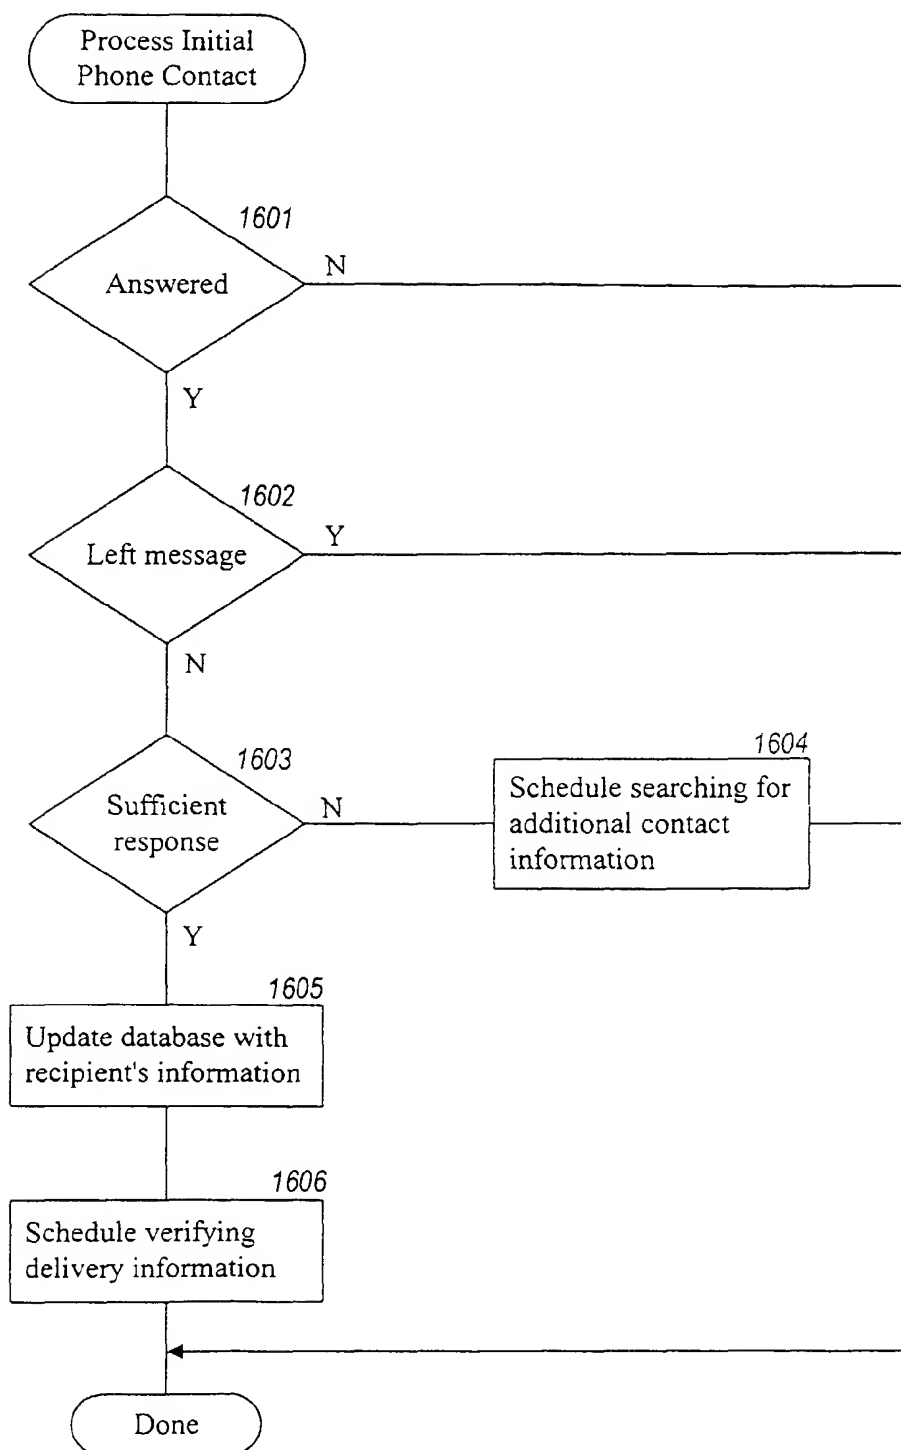 Process Initial
Phone Contact
1601
Answered
N
Y
1602
Left message
Y
N
1603
Sufficient
response
N
1604
Schedule searching for
additional contact
information
Y
1605
Update database with
recipient's information
1606
Schedule verifying
delivery information
Done